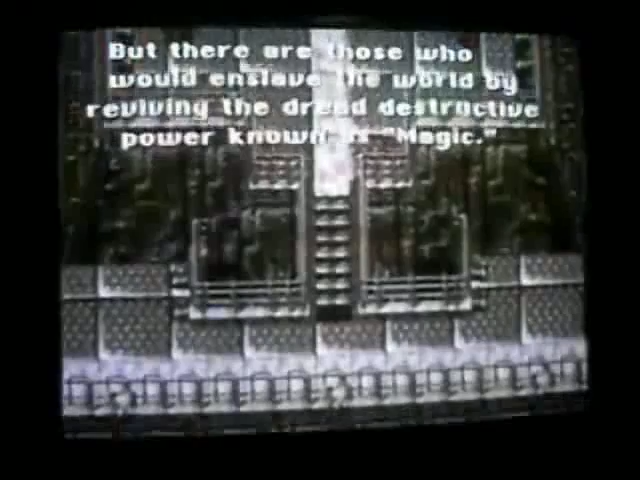 But there are those who
would enslave the world by
reviving the dread destructive
power known as "Magic."